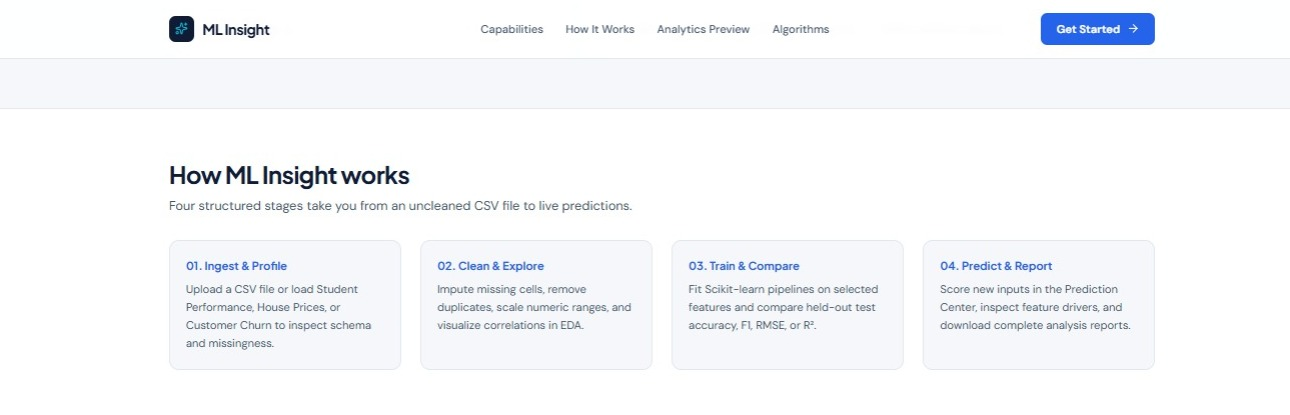 ML Insight
Capabilities
How It Works
Analytics Preview
Algorithms
Get Started →
How ML Insight works
Four structured stages take you from an uncleaned CSV file to live predictions.
01. Ingest & Profile
Upload a CSV file or load Student
Performance, House Prices, or
Customer Churn to inspect schema
and missingness.
02. Clean & Explore
Impute missing cells, remove
duplicates, scale numeric ranges, and
visualize correlations in EDA.
03. Train & Compare
Fit Scikit-learn pipelines on selected
features and compare held-out test
accuracy, F1, RMSE, or R².
04. Predict & Report
Score new inputs in the Prediction
Center, inspect feature drivers, and
download complete analysis reports.